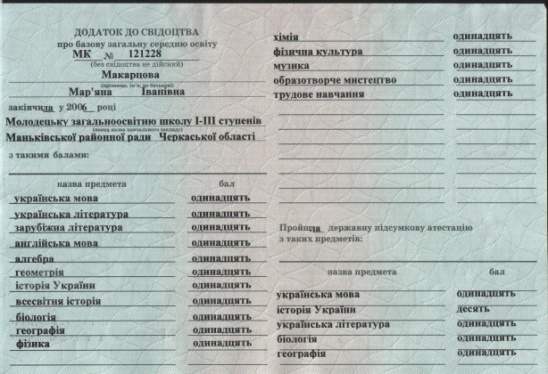 ДОДАТОК ДО СВІДОЦТВА
про базову загальну середню освіту
МК № 121228
(без свідоцтва не дійсний)
Макарцова
(прізвище, ім'я, по батькові)
Мар'яна Іванівна
закінчила у 2006 році
Молодецьку загальноосвітню школу І-ІІІ ступенів
(повна назва навчального закладу)
Маньківської районної ради Черкаської області
з такими балами:
назва предмета бал
українська мова одинадцять
українська література одинадцять
зарубіжна література одинадцять
англійська мова одинадцять
алгебра одинадцять
геометрія одинадцять
історія України одинадцять
всесвітня історія одинадцять
біологія одинадцять
географія одинадцять
фізика одинадцять
хімія одинадцять
фізична культура одинадцять
музика одинадцять
образотворче мистецтво одинадцять
трудове навчання одинадцять
Пройшла державну підсумкову атестацію
з таких предметів:
назва предмета бал
українська мова одинадцять
історія України десять
українська література одинадцять
біологія одинадцять
географія одинадцять